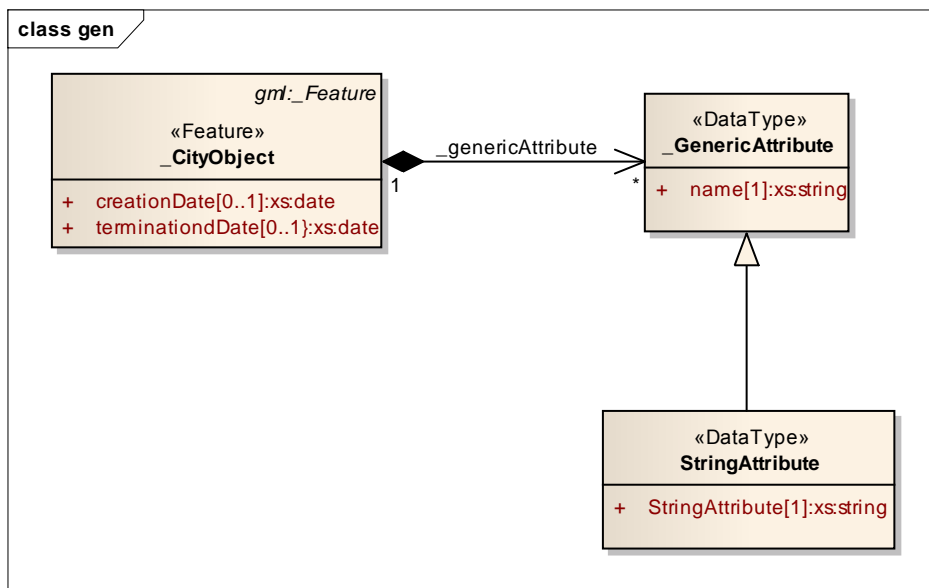 class gen
gml:_Feature
«Feature»
_CityObject
+ creationDate[0..1]:xs:date
+ terminationdDate[0..1}:xs:date
_genericAttribute
1
*
«DataType»
_GenericAttribute
+ name[1]:xs:string
«DataType»
StringAttribute
+ StringAttribute[1]:xs:string